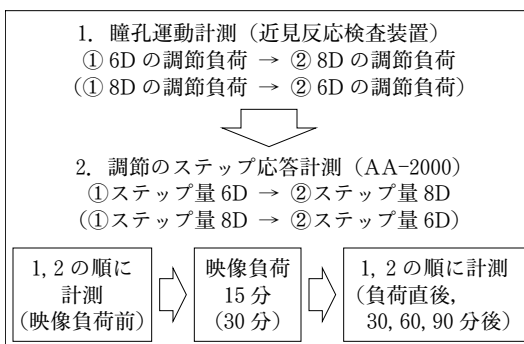 1. 瞳孔運動計測（近見反応検査装置）
① 6D の調節負荷 → ② 8D の調節負荷
(① 8D の調節負荷 → ② 6D の調節負荷)
2. 調節のステップ応答計測（AA-2000）
①ステップ量 6D → ②ステップ量 8D
(①ステップ量 8D → ②ステップ量 6D)
1, 2 の順に
計測
(映像負荷前)
映像負荷
15 分
(30 分)
1, 2 の順に計測
(負荷直後,
30, 60, 90 分後)